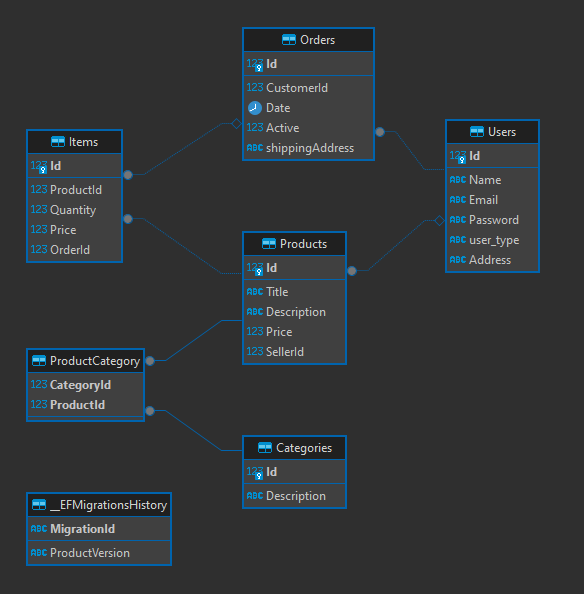 Orders
123 Id
123 CustomerId
Date
123 Active
ABC shippingAddress
Users
123 Id
ABC Name
ABC Email
ABC Password
ABC user_type
ABC Address
Items
123 Id
123 ProductId
123 Quantity
123 Price
123 OrderId
Products
123 Id
ABC Title
ABC Description
123 Price
123 SellerId
ProductCategory
123 CategoryId
123 ProductId
Categories
123 Id
ABC Description
__EFMigrationsHistory
ABC MigrationId
ABC ProductVersion